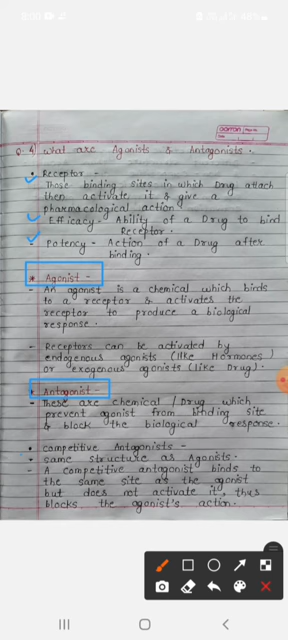 Q.4 What are Agonists & Antagonists.
• Receptor -
Those binding sites in which Drug attach
then activate it & give a
pharmacological action
Efficacy - Ability of a Drug to bind
Receptor.
Potency - Action of a Drug after
binding.
• Agonist -
- An agonist is a chemical which binds
to a receptor & activates the
receptor to produce a biological
response.
- Receptors can be activated by
endogenous agonists (like Hormones)
or exogenous agonists (like Drug).
• Antagonist -
- These are chemical / Drug which
prevent agonist from binding site
& block the biological response.
• competitive Antagonists -
- same structure as Agonists.
- A competitive antagonist binds to
the same site as the agonist
but does not activate it, thus
blocks the agonist's action.